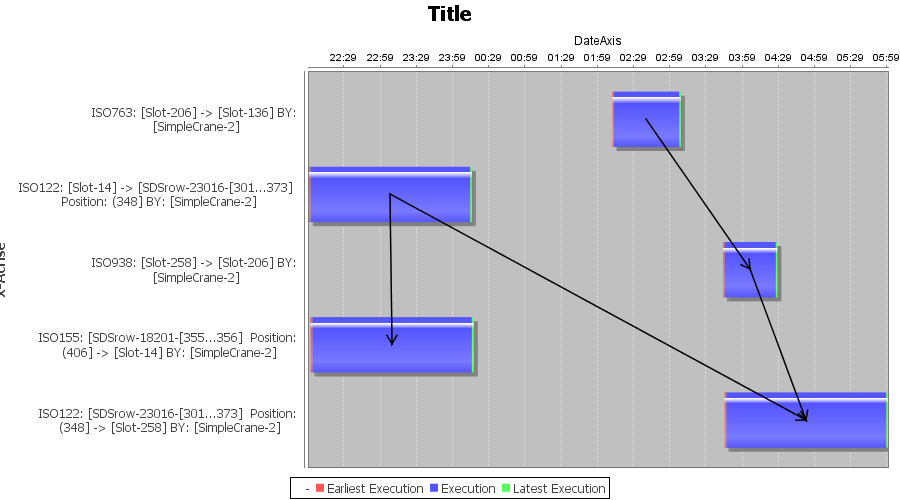 Title
DateAxis
22:29 22:59 23:29 23:59 00:29 00:59 01:29 01:59 02:29 02:59 03:29 03:59 04:29 04:59 05:29 05:59
ISO763: [Slot-206] -> [Slot-136] BY:
[SimpleCrane-2]
ISO122: [Slot-14] -> [SDSrow-23016-[301...373]
Position: (348] BY: [SimpleCrane-2]
ISO938: [Slot-258] -> [Slot-206] BY:
[SimpleCrane-2]
ISO155: [SDSrow-18201-[355...356] Position:
(406] -> [Slot-14] BY: [SimpleCrane-2]
ISO122: [SDSrow-23016-[301...373] Position:
(348] -> [Slot-258] BY: [SimpleCrane-2]
- Earliest Execution Execution Latest Execution